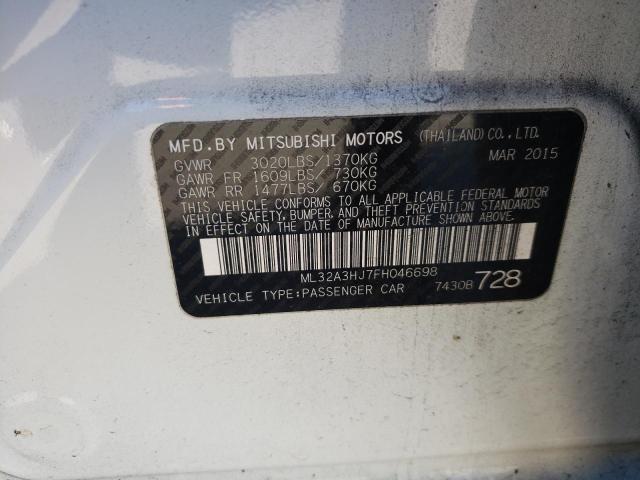 MFD. BY MITSUBISHI MOTORS (THAILAND) CO., LTD.
GVWR 3020LBS/1370KG MAR 2015
GAWR FR 1609LBS/ 730KG
GAWR RR 1477LBS/ 670KG
THIS VEHICLE CONFORMS TO ALL APPLICABLE FEDERAL MOTOR
VEHICLE SAFETY, BUMPER, AND THEFT PREVENTION STANDARDS
IN EFFECT ON THE DATE OF MANUFACTURE SHOWN ABOVE.
ML32A3HJ7FH046698
VEHICLE TYPE:PASSENGER CAR 7430B 728